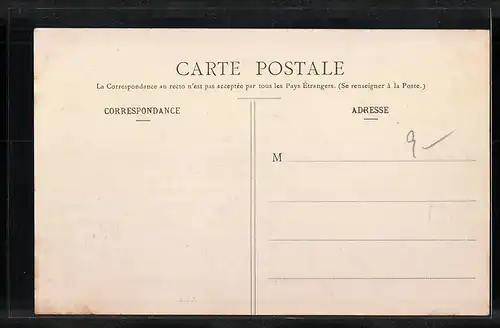 CARTE POSTALE
La Correspondance au recto n'est pas acceptée par tous les Pays Étrangers. (Se renseigner à la Poste.)
CORRESPONDANCE
ADRESSE
9 –
M